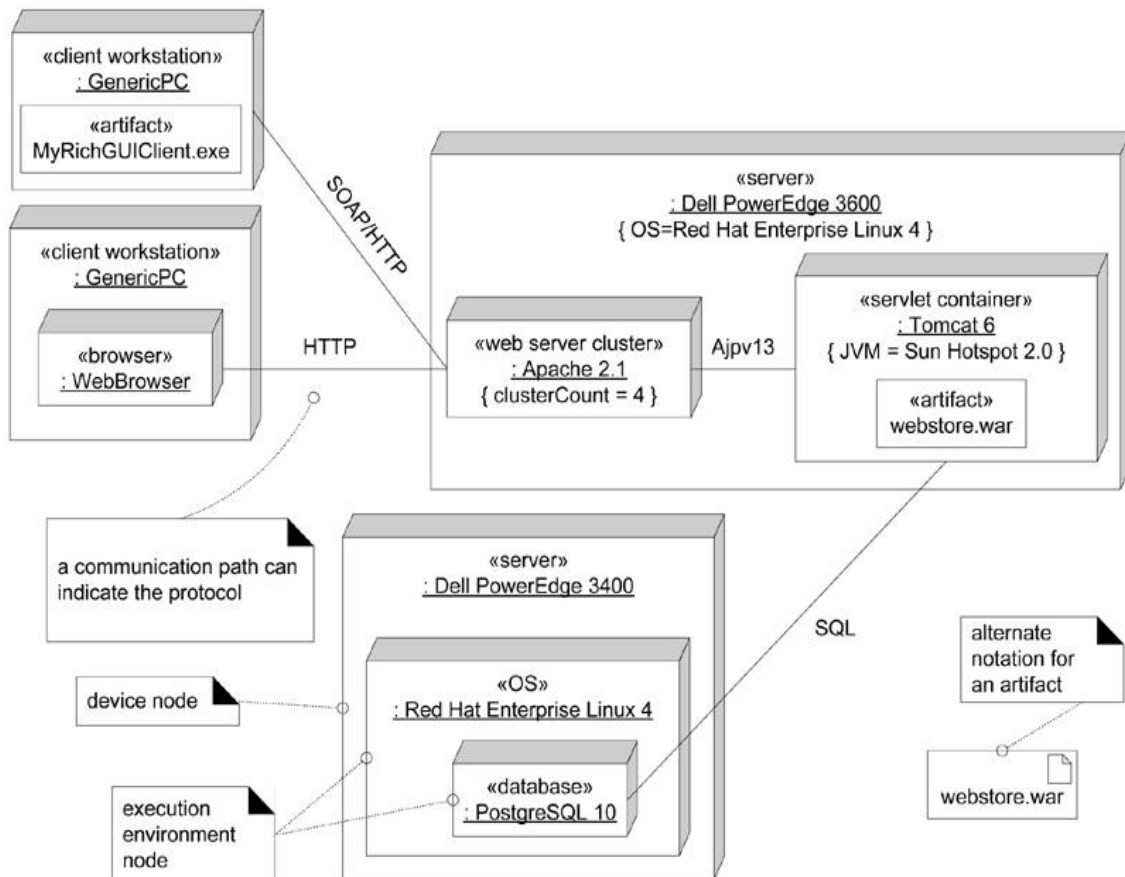 «client workstation»
: GenericPC
«artifact»
MyRichGUIClient.exe
SOAP/HTTP
«client workstation»
: GenericPC
«browser»
: WebBrowser
HTTP
«server»
: Dell PowerEdge 3600
{ OS=Red Hat Enterprise Linux 4 }
«web server cluster»
: Apache 2.1
{ clusterCount = 4 }
Ajpv13
«servlet container»
: Tomcat 6
{ JVM = Sun Hotspot 2.0 }
«artifact»
webstore.war
a communication path can
indicate the protocol
«server»
: Dell PowerEdge 3400
«OS»
: Red Hat Enterprise Linux 4
«database»
: PostgreSQL 10
SQL
device node
execution
environment
node
alternate
notation for
an artifact
webstore.war